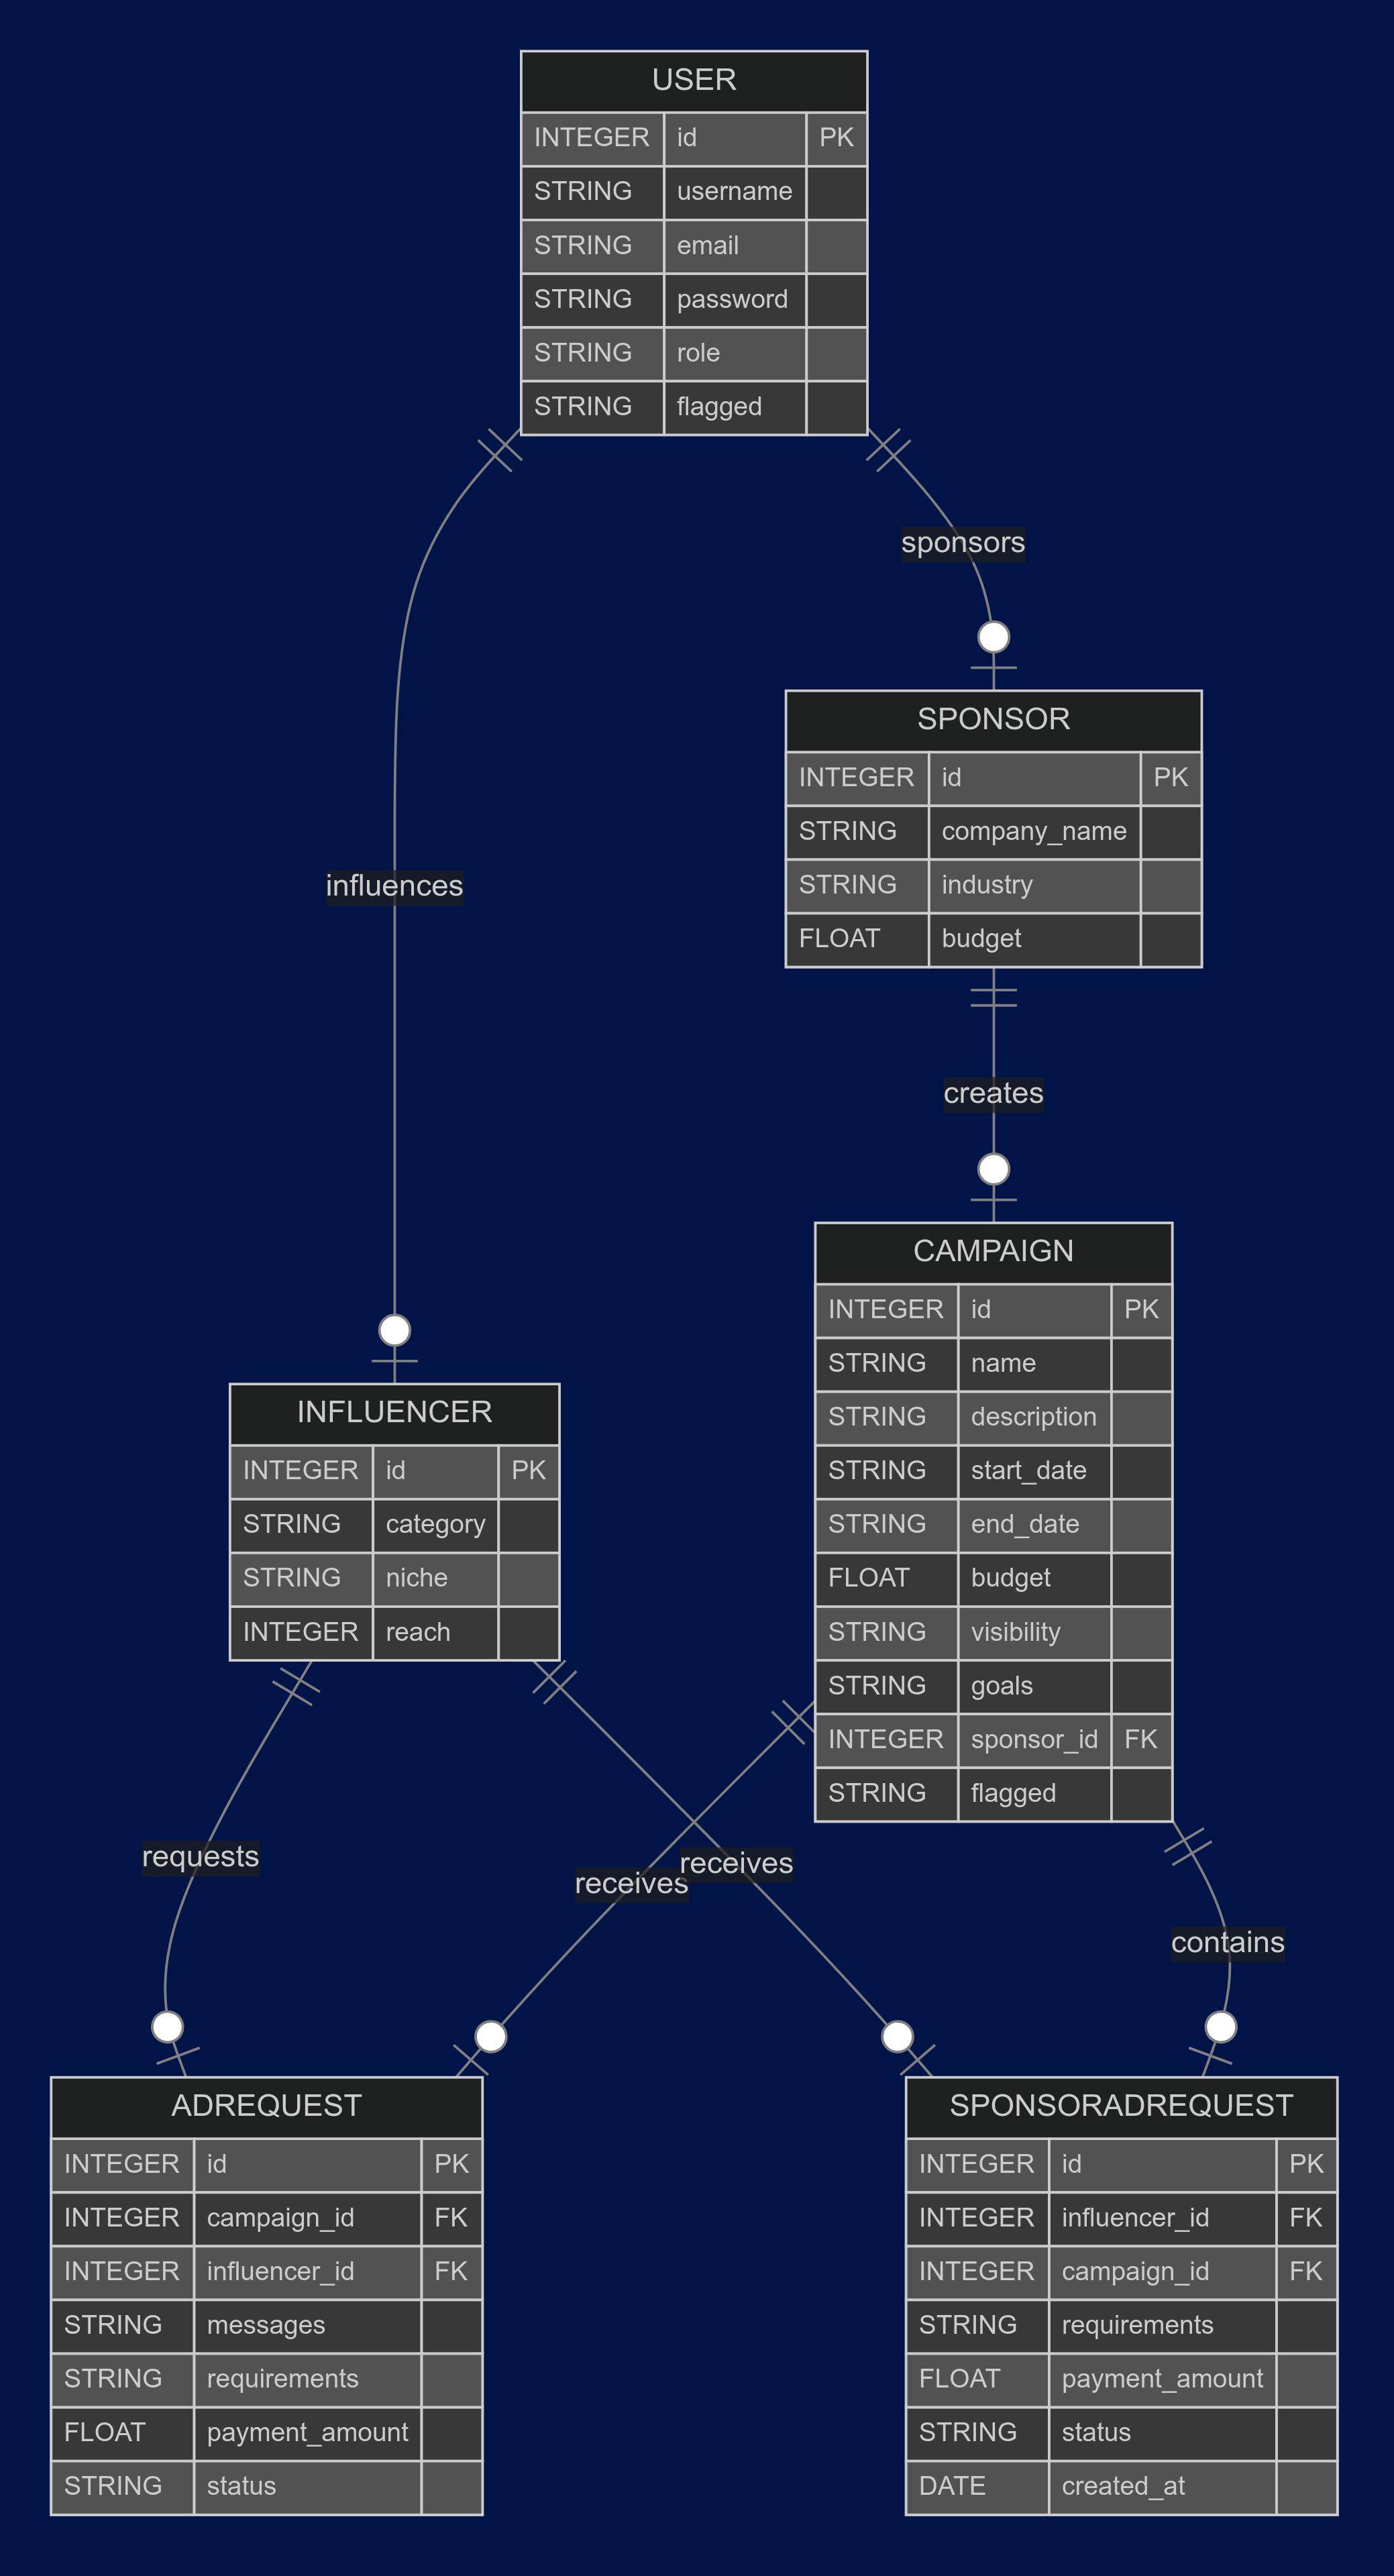 USER
INTEGER id PK
STRING username
STRING email
STRING password
STRING role
STRING flagged
sponsors
SPONSOR
INTEGER id PK
STRING company_name
STRING industry
FLOAT budget
influences
creates
CAMPAIGN
INTEGER id PK
STRING name
STRING description
STRING start_date
STRING end_date
FLOAT budget
STRING visibility
STRING goals
INTEGER sponsor_id FK
STRING flagged
INFLUENCER
INTEGER id PK
STRING category
STRING niche
INTEGER reach
requests
receives
receives
contains
ADREQUEST
INTEGER id PK
INTEGER campaign_id FK
INTEGER influencer_id FK
STRING messages
STRING requirements
FLOAT payment_amount
STRING status
SPONSORADREQUEST
INTEGER id PK
INTEGER influencer_id FK
INTEGER campaign_id FK
STRING requirements
FLOAT payment_amount
STRING status
DATE created_at